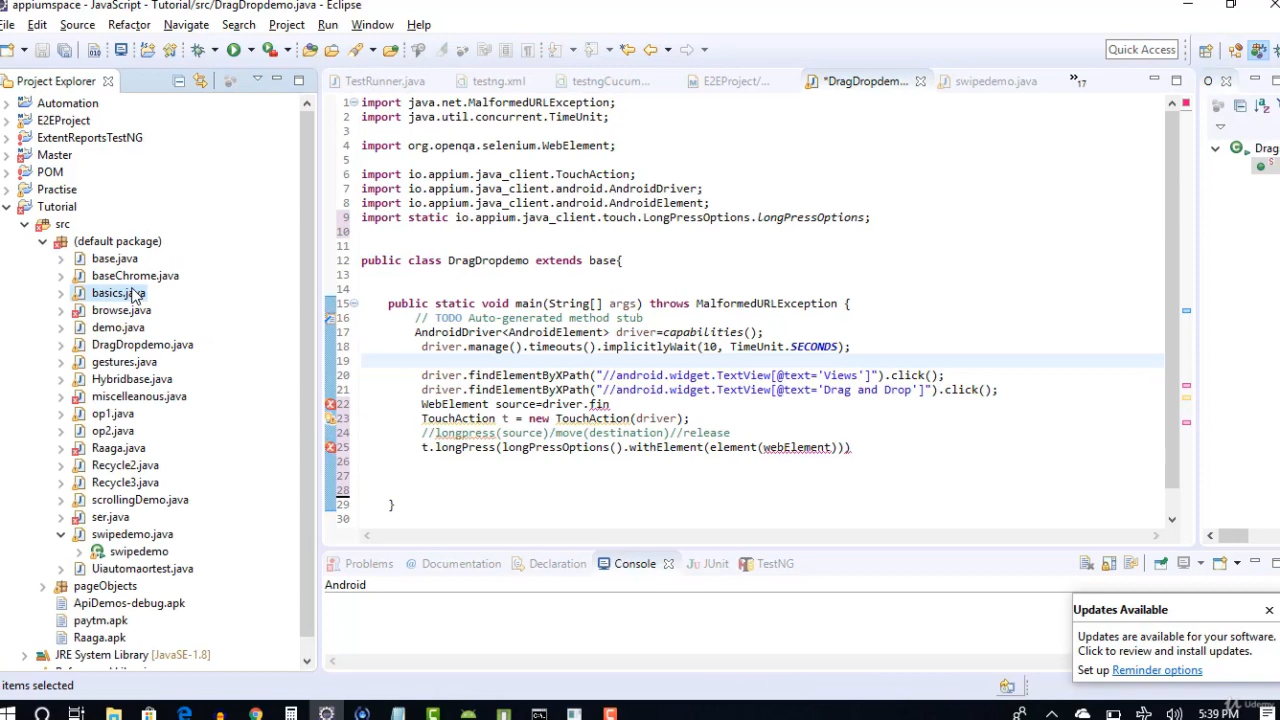 appiumspace - JavaScript - Tutorial/src/DragDropdemo.java - Eclipse
File Edit Source Refactor Navigate Search Project Run Window Help
Quick Access
Project Explorer
TestRunner.java testng.xml testngCucum... E2EProject/... *DragDropdem... swipedemo.java 17
Automation
E2EProject
ExtentReportsTestNG
Master
POM
Practise
Tutorial
src
(default package)
base.java
baseChrome.java
basics.java
browse.java
demo.java
DragDropdemo.java
gestures.java
Hybridbase.java
miscelleanous.java
op1.java
op2.java
Raaga.java
Recycle2.java
Recycle3.java
scrollingDemo.java
ser.java
swipedemo.java
swipedemo
Uiautomaortest.java
pageObjects
ApiDemos-debug.apk
paytm.apk
Raaga.apk
JRE System Library [JavaSE-1.8]
items selected
1 import java.net.MalformedURLException;
2 import java.util.concurrent.TimeUnit;
3
4 import org.openqa.selenium.WebElement;
5
6 import io.appium.java_client.TouchAction;
7 import io.appium.java_client.android.AndroidDriver;
8 import io.appium.java_client.android.AndroidElement;
9 import static io.appium.java_client.touch.LongPressOptions.longPressOptions;
10
11
12 public class DragDropdemo extends base{
13
14
15 public static void main(String[] args) throws MalformedURLException {
16 // TODO Auto-generated method stub
17 AndroidDriver<AndroidElement> driver=capabilities();
18 driver.manage().timeouts().implicitlyWait(10, TimeUnit.SECONDS);
19
20 driver.findElementByXPath("//android.widget.TextView[@text='Views']").click();
21 driver.findElementByXPath("//android.widget.TextView[@text='Drag and Drop']").click();
22 WebElement source=driver.fin
23 TouchAction t = new TouchAction(driver);
24 //longpress(source)/move(destination)//release
25 t.longPress(longPressOptions().withElement(element(webElement)))
26
27
28
29 }
30
Drag
S
Problems Documentation Declaration Console JUnit TestNG
Android
Updates Available
Updates are available for your software.
Click to review and install updates.
Set up Reminder options
Udemy
5:39 PM